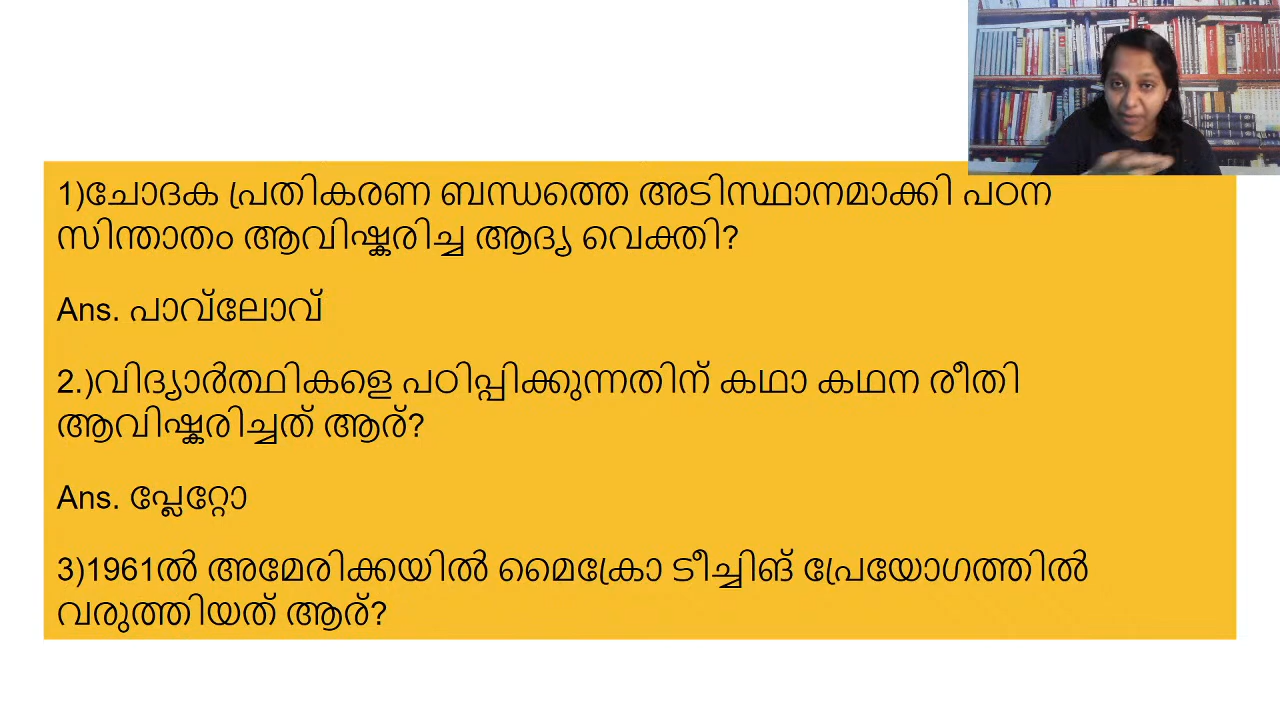 1)ചോദക പ്രതികരണ ബന്ധത്തെ അടിസ്ഥാനമാക്കി പഠന
സിന്താതം ആവിഷ്കരിച്ച ആദ്യ വെക്തി?
Ans. പാവ്ലോവ്
2.)വിദ്യാർത്ഥികളെ പഠിപ്പിക്കുന്നതിന് കഥാ കഥന രീതി
ആവിഷ്കരിച്ചത് ആര്?
Ans. പ്ലേറ്റോ
3)1961ൽ അമേരിക്കയിൽ മൈക്രോ ടീച്ചിങ് പ്രേയോഗത്തിൽ
വരുത്തിയത് ആര്?